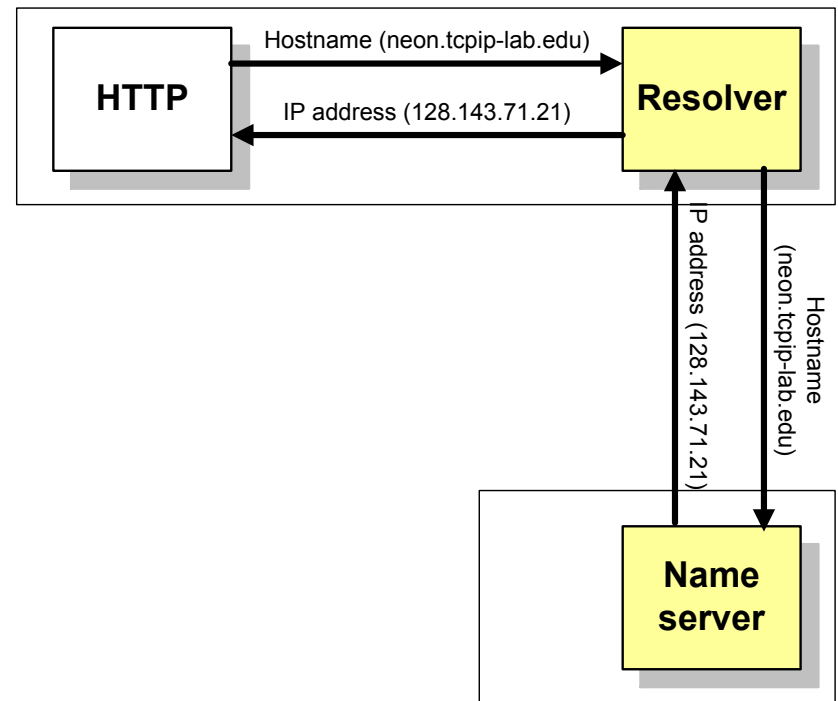 Hostname (neon.tcpip-lab.edu)
HTTP
Resolver
IP address (128.143.71.21)
IP address (128.143.71.21)
Hostname
(neon.tcpip-lab.edu)
Name
server